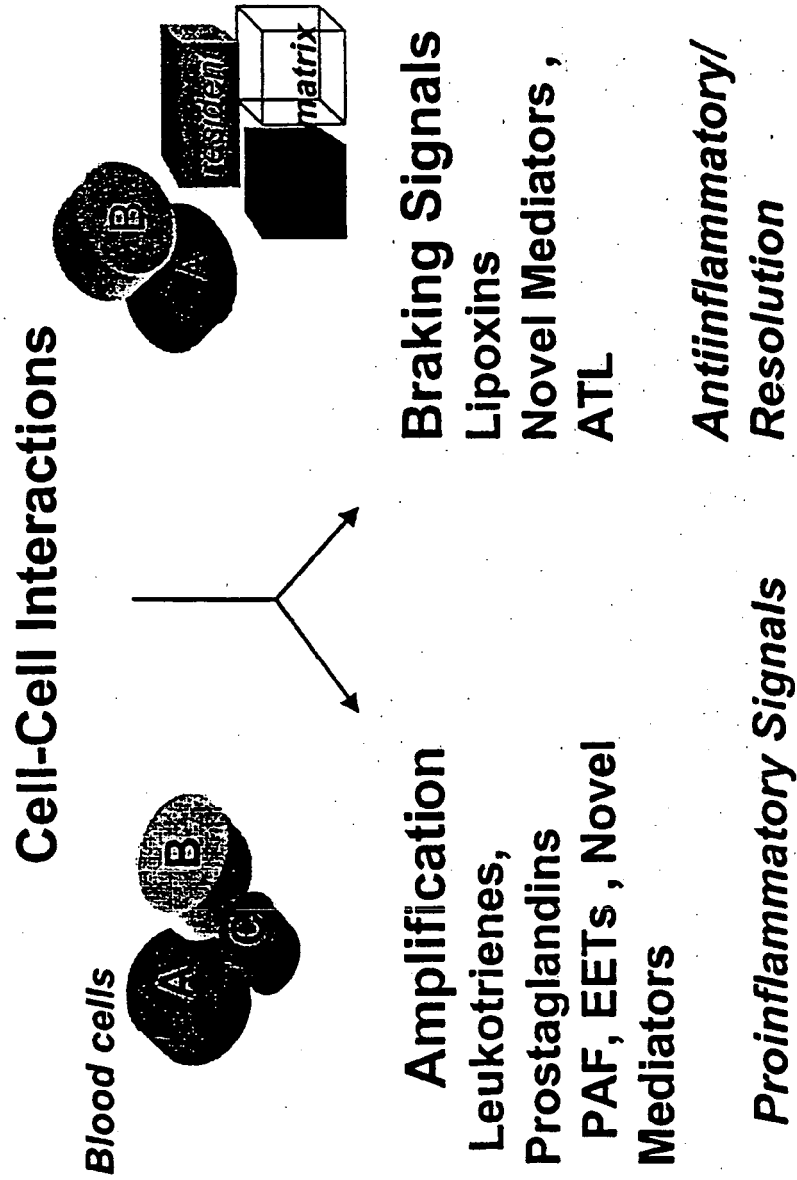 Cell-Cell Interactions
Blood cells
A
B
C
B
A
resident
matrix
Amplification
Leukotrienes,
Prostaglandins
PAF, EETs , Novel
Mediators
Proinflammatory Signals
Braking Signals
Lipoxins
Novel Mediators ,
ATL
Antiinflammatory/
Resolution